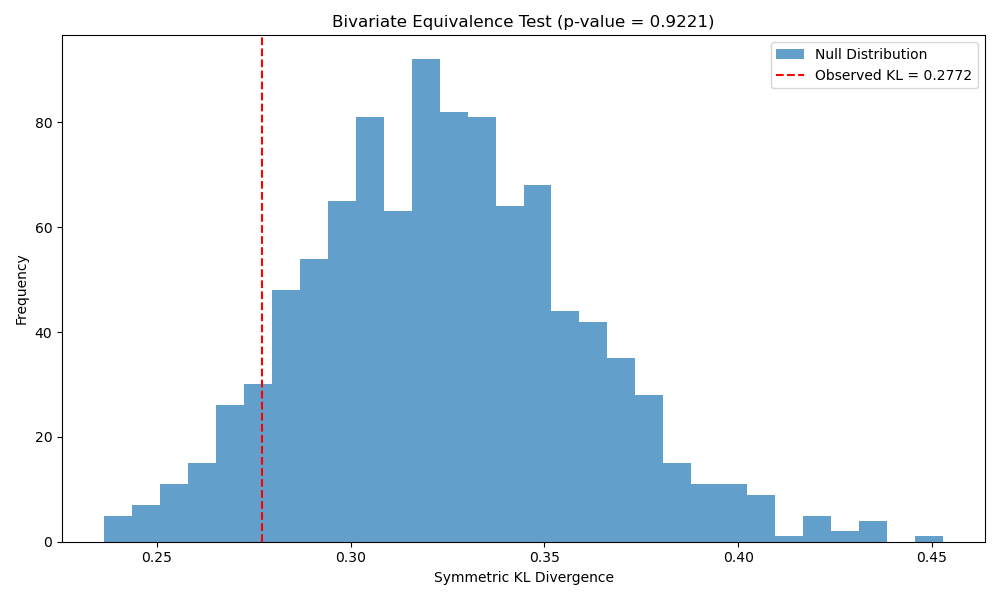 Bivariate Equivalence Test (p-value = 0.9221)
Null Distribution
Observed KL = 0.2772
Frequency
80
60
40
20
0
0.25
0.30
0.35
0.40
0.45
Symmetric KL Divergence